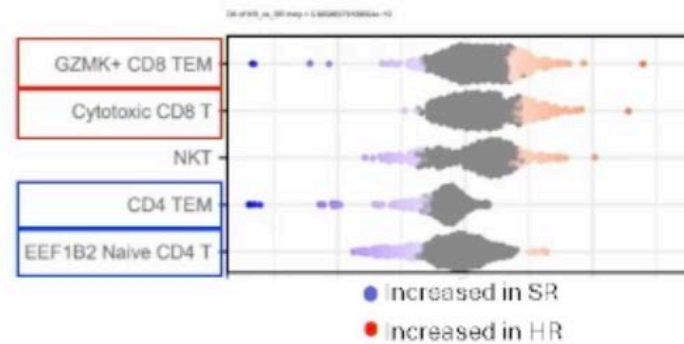 GZMK+ CD8 TEM
Cytotoxic CD8 T
NKT
CD4 TEM
EEF1B2 Naive CD4 T
Increased in SR
Increased in HR